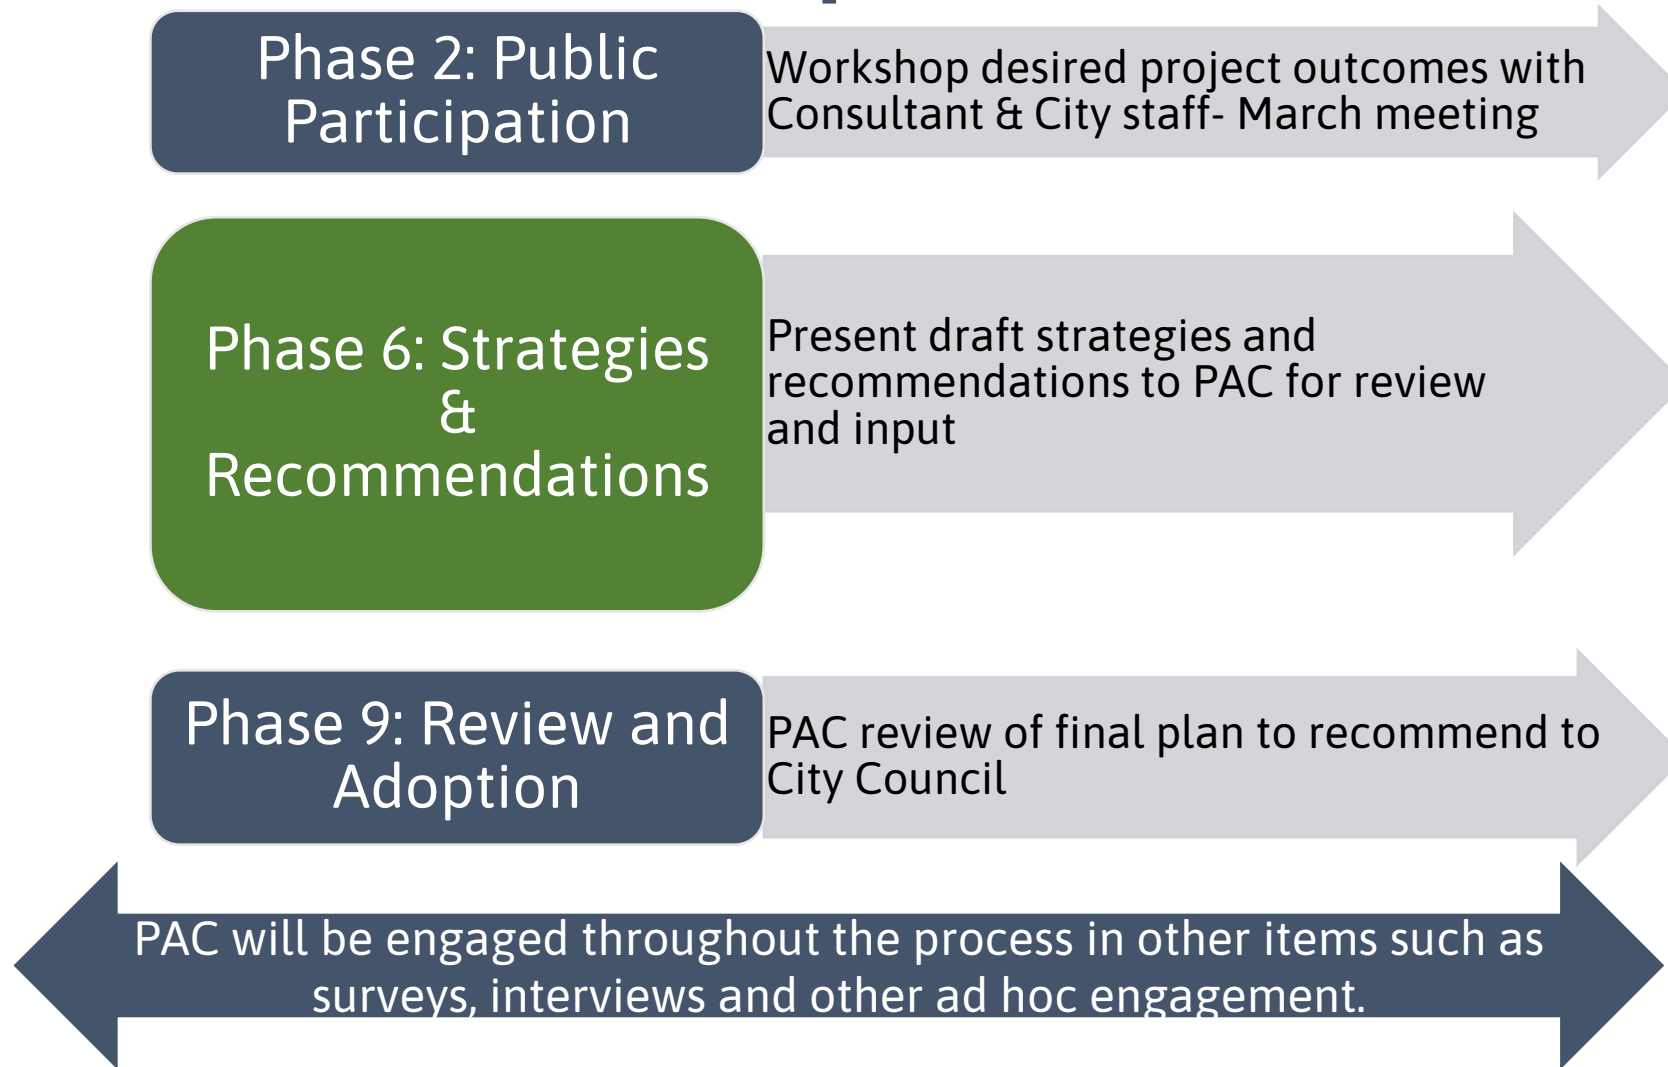 Phase 2: Public
Participation
Workshop desired project outcomes with
Consultant & City staff- March meeting
Phase 6: Strategies
&
Recommendations
Present draft strategies and
recommendations to PAC for review
and input
Phase 9: Review and
Adoption
PAC review of final plan to recommend to
City Council
PAC will be engaged throughout the process in other items such as
surveys, interviews and other ad hoc engagement.